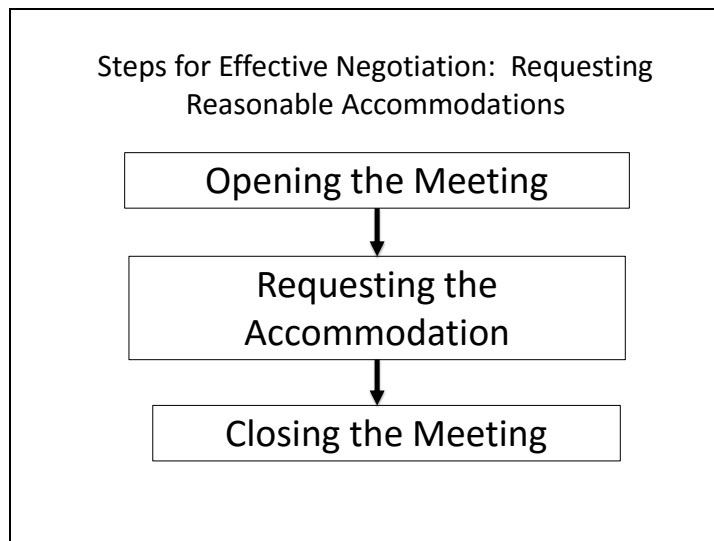 Steps for Effective Negotiation:  Requesting
Reasonable Accommodations
Opening the Meeting
Requesting the
Accommodation
Closing the Meeting